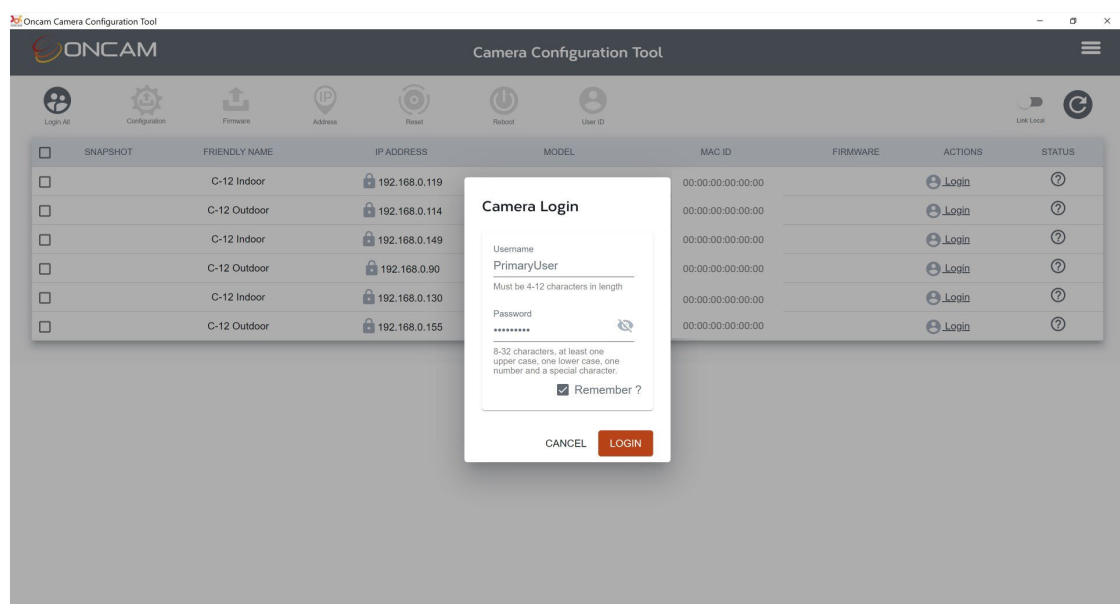 Oncam Camera Configuration Tool
ONCAM
Camera Configuration Tool
Login All
Configuration
Firmware
IP
Address
Reset
Reboot
User ID
Link Local
SNAPSHOT FRIENDLY NAME IP ADDRESS MODEL MAC ID FIRMWARE ACTIONS STATUS
C-12 Indoor 192.168.0.119 00:00:00:00:00:00 Login
C-12 Outdoor 192.168.0.114 00:00:00:00:00:00 Login
C-12 Outdoor 192.168.0.149 00:00:00:00:00:00 Login
C-12 Outdoor 192.168.0.90 00:00:00:00:00:00 Login
C-12 Indoor 192.168.0.130 00:00:00:00:00:00 Login
C-12 Outdoor 192.168.0.155 00:00:00:00:00:00 Login
Camera Login
Username
PrimaryUser
Must be 4-12 characters in length
Password
•••••••••
8-32 characters, at least one
upper case, one lower case, one
number and a special character.
Remember ?
CANCEL LOGIN